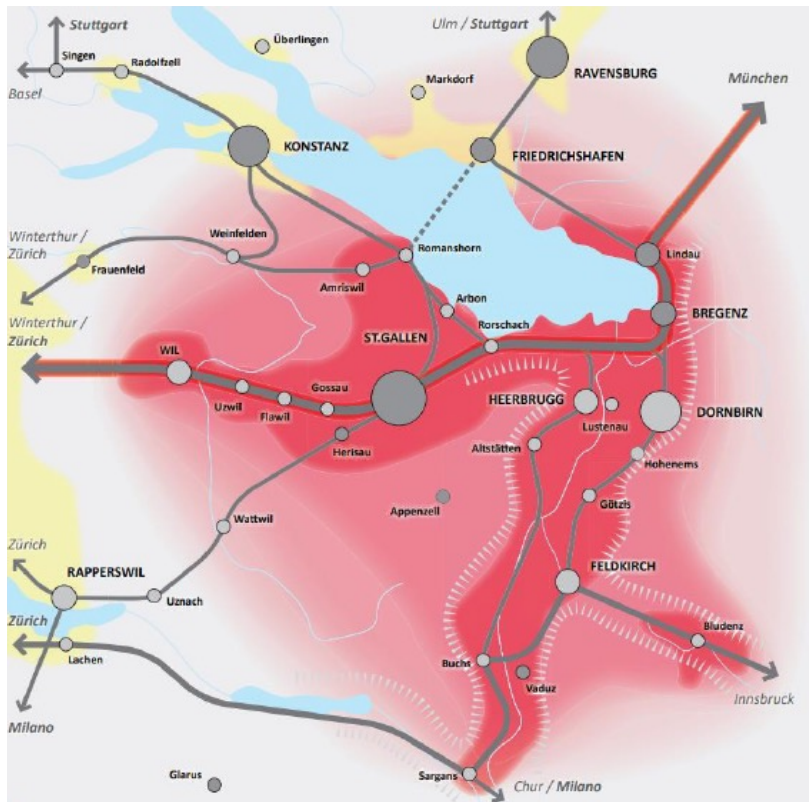 Stuttgart
Singen
Radolfzell
Überlingen
Basel
Ulm / Stuttgart
RAVENSBURG
Markdorf
München
KONSTANZ
FRIEDRICHSHAFEN
Winterthur /
Zürich
Weinfelden
Romanshorn
Frauenfeld
Amriswil
Lindau
Arbon
Winterthur /
Zürich
Rorschach
BREGENZ
ST.GALLEN
WIL
Uzwil
Flawil
Gossau
HEERBRUGG
Lustenau
DORNBIRN
Herisau
Altstätten
Hohenems
Appenzell
Götzis
Wattwil
Zürich
RAPPERSWIL
Uznach
FELDKIRCH
Zürich
Lachen
Bludenz
Bucht
Vaduz
Innsbruck
Milano
Glarus
Sargans
Chur / Milano